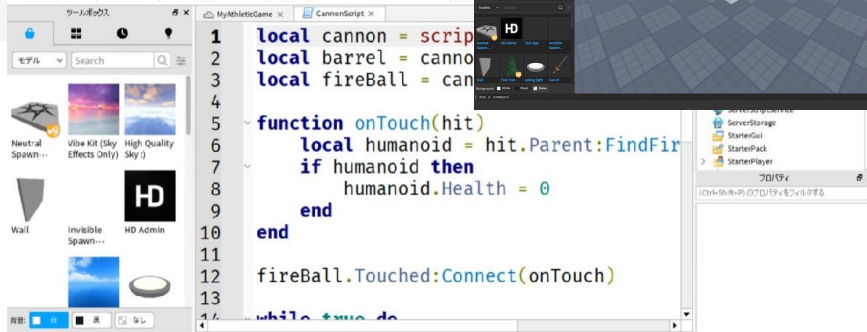 ツールボックス
モデル
Search
Neutral
Spawn...
Vibe Kit (Sky
Effects Only)
High Quality
Sky :)
Wall
Invisible
Spawn...
HD Admin
背景:
白
黒
なし
MyAthleticGame ×
CannonScript ×
1 local cannon = scrip
2 local barrel = canno
3 local fireBall = can
4
5 function onTouch(hit)
6 local humanoid = hit.Parent:FindFir
7 if humanoid then
8 humanoid.Health = 0
9 end
10 end
11
12 fireBall.Touched:Connect(onTouch)
13
14 while true do
HD
ServerStorage
StarterGui
StarterPack
StarterPlayer
プロパティ
(Ctrl+Shift+P) のプロパティをフィルタする